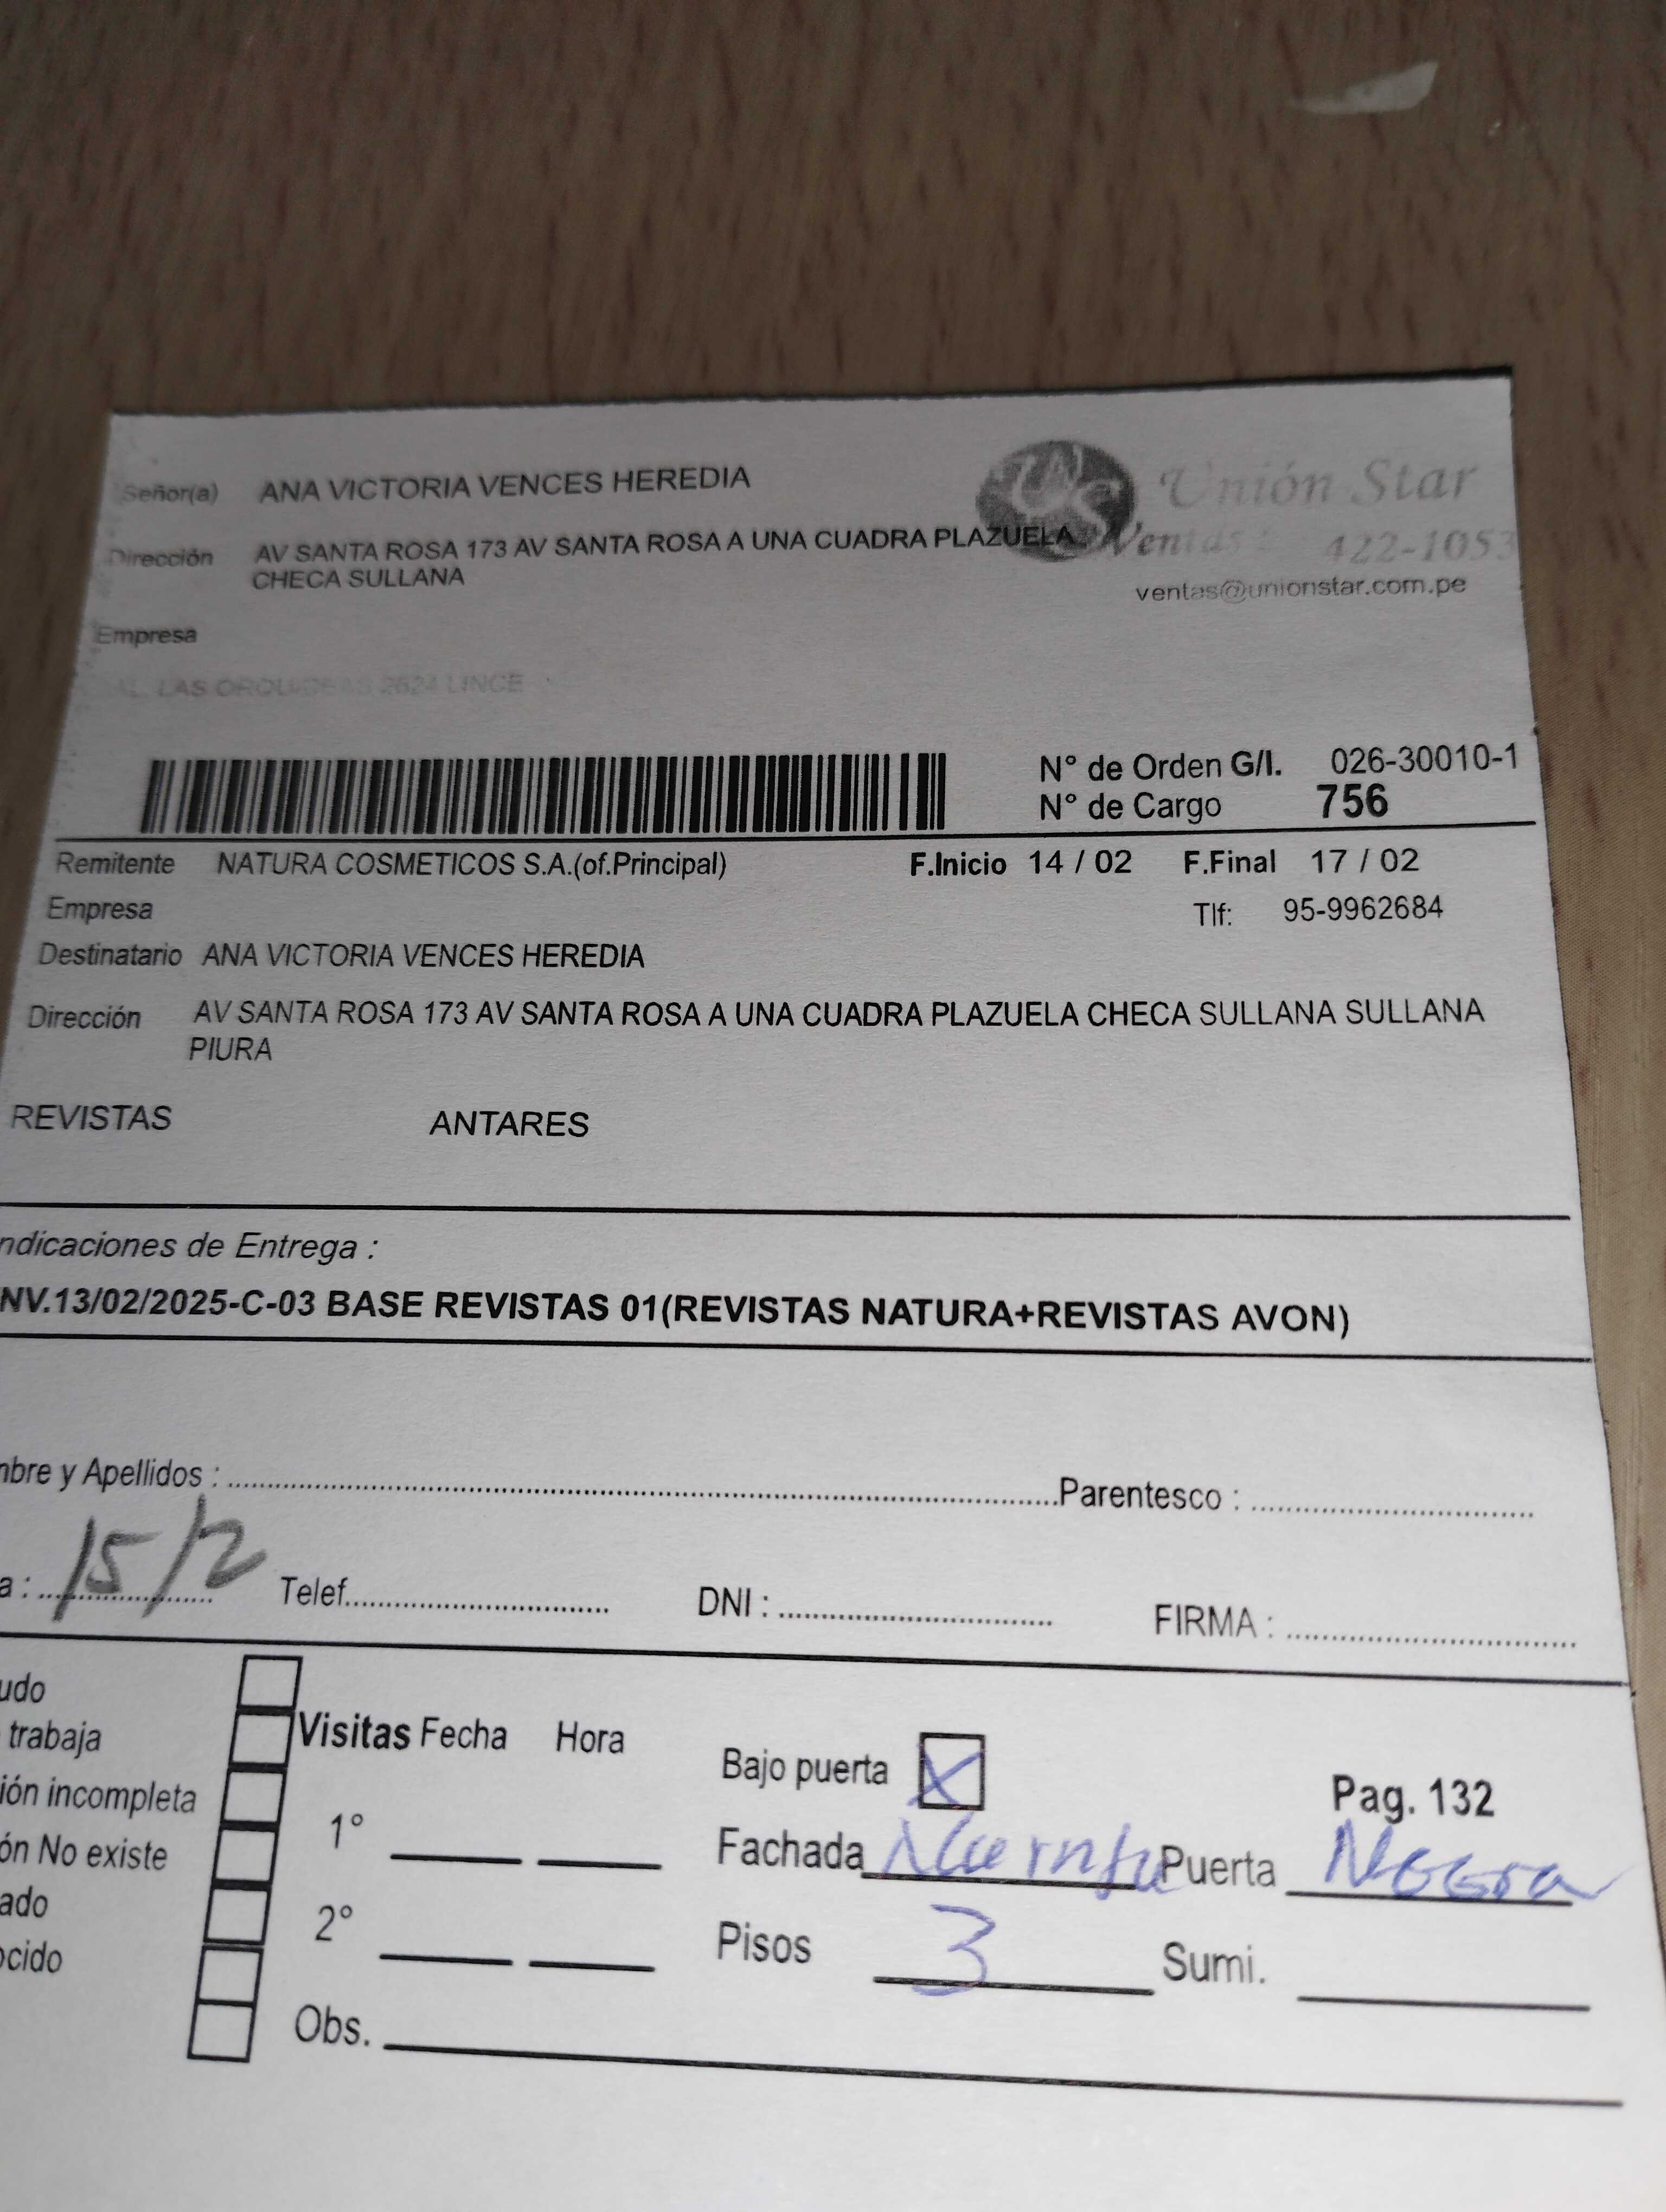 Señor(a) ANA VICTORIA VENCES HEREDIA
Unión Star
Dirección AV SANTA ROSA 173 AV SANTA ROSA A UNA CUADRA PLAZUELA
CHECA SULLANA
Ventas : 422-1053
ventas@unionstar.com.pe
Empresa
AL. LAS ORQUIDEAS 2624 LINCE
N° de Orden G/I. 026-30010-1
N° de Cargo 756
Remitente NATURA COSMETICOS S.A.(of.Principal) F.Inicio 14 / 02 F.Final 17 / 02
Empresa Tlf: 95-9962684
Destinatario ANA VICTORIA VENCES HEREDIA
Dirección AV SANTA ROSA 173 AV SANTA ROSA A UNA CUADRA PLAZUELA CHECA SULLANA SULLANA
PIURA
REVISTAS ANTARES
ndicaciones de Entrega :
NV.13/02/2025-C-03 BASE REVISTAS 01(REVISTAS NATURA+REVISTAS AVON)
mbre y Apellidos : Parentesco :
a : 15/2 Telef. DNI : FIRMA :
udo
trabaja
ión incompleta
ón No existe
ado
ocido
Visitas Fecha Hora
1°
2°
Obs.
Bajo puerta X
Pag. 132
Fachada Puerta Negra
Pisos 3 Sumi.